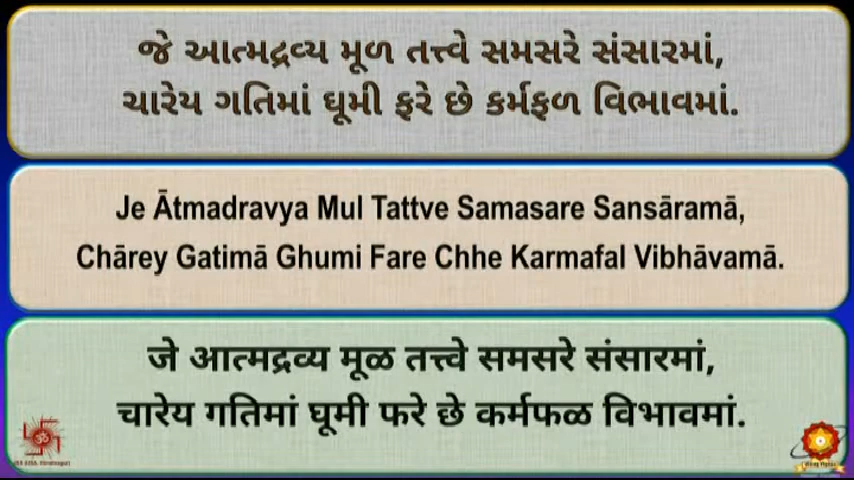 જે આત્મદ્રવ્ય મૂળ તત્ત્વે સમસરે સંસારમાં,
ચારેય ગતિમાં ઘૂમી ફરે છે કર્મફળ વિભાવમાં.
Je Ātmadravya Mul Tattve Samasare Sansāramā,
Chārey Gatimā Ghumi Fare Chhe Karmafal Vibhāvamā.
जे आत्मद्रव्य मूळ तत्त्वे समसरे संसारमां,
चारेय गतिमां घूमी फरे छे कर्मफळ विभावमां.